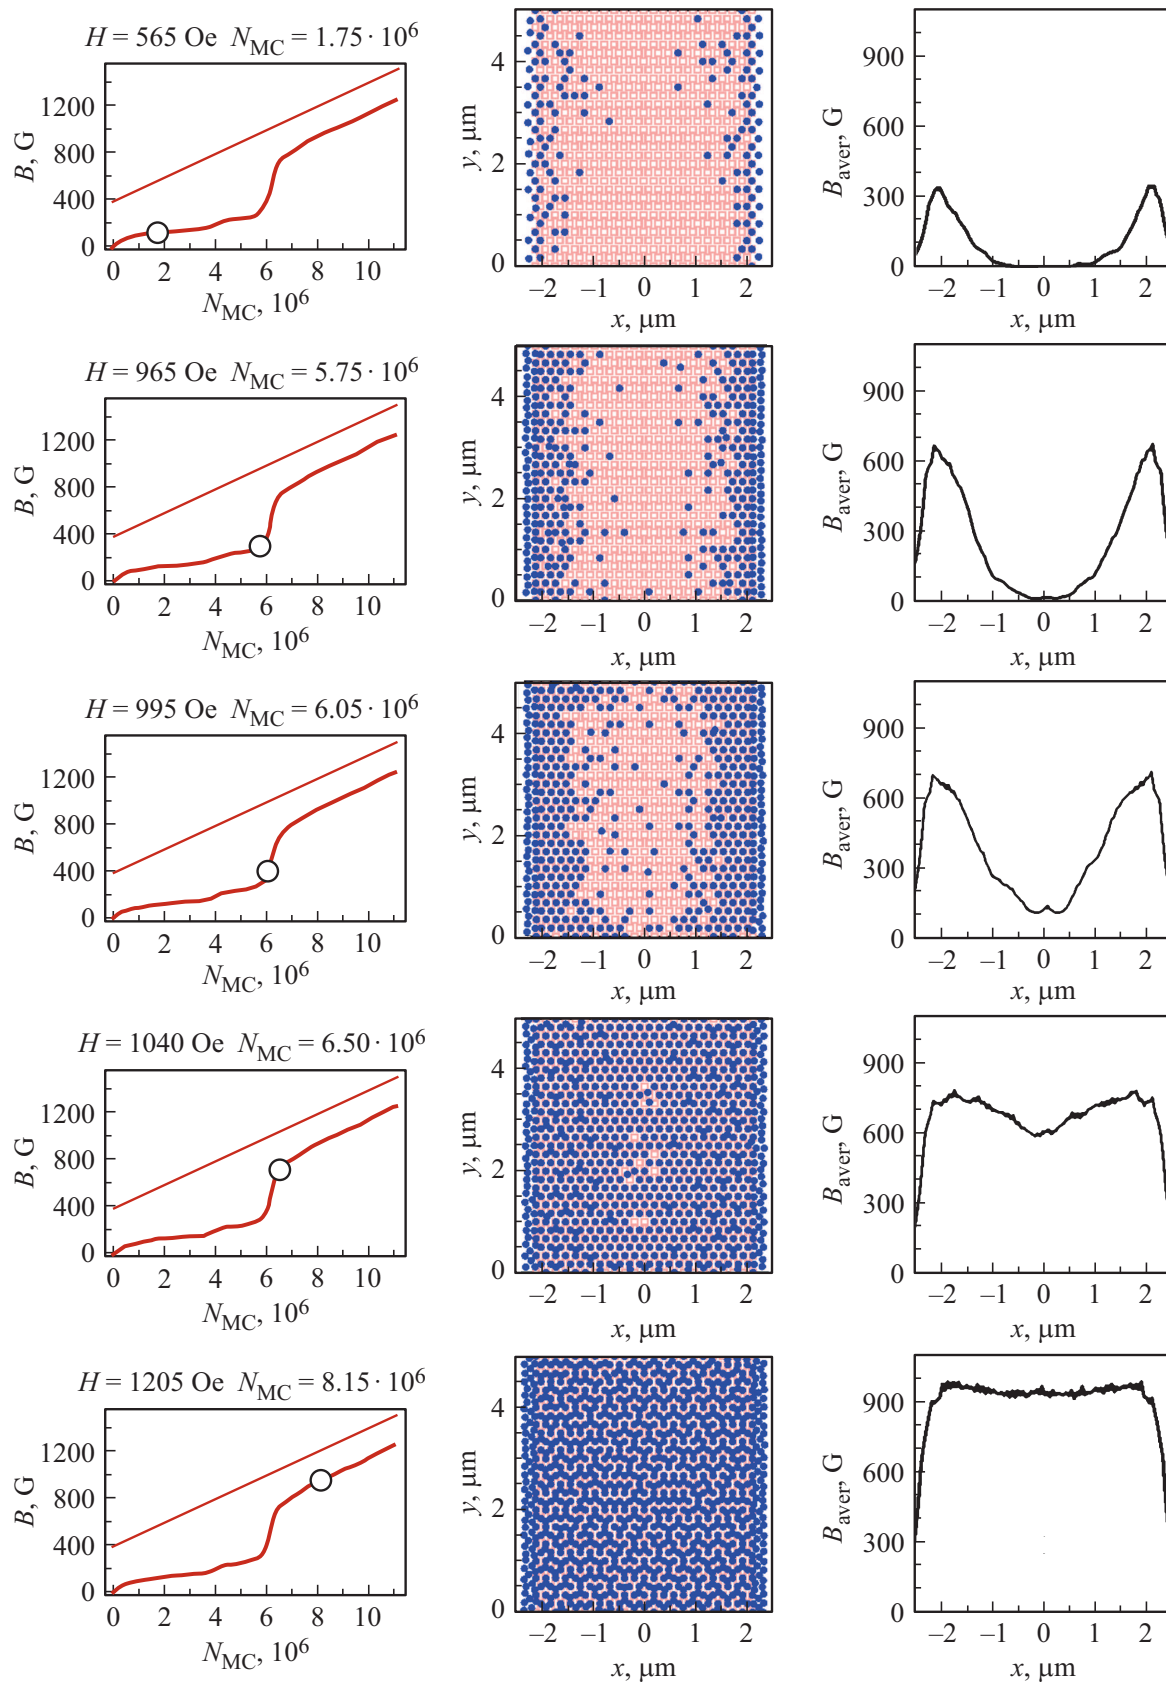 H = 565 Oe N_MC = 1.75 · 10^6
B, G
1200
800
400
0
0 2 4 6 8 10
N_MC, 10^6
y, µm
4
2
0
–2 –1 0 1 2
x, µm
B_aver, G
900
600
300
0
–2 –1 0 1 2
x, µm
H = 965 Oe N_MC = 5.75 · 10^6
B, G
1200
800
400
0
0 2 4 6 8 10
N_MC, 10^6
y, µm
4
2
0
–2 –1 0 1 2
x, µm
B_aver, G
900
600
300
0
–2 –1 0 1 2
x, µm
H = 995 Oe N_MC = 6.05 · 10^6
B, G
1200
800
400
0
0 2 4 6 8 10
N_MC, 10^6
y, µm
4
2
0
–2 –1 0 1 2
x, µm
B_aver, G
900
600
300
0
–2 –1 0 1 2
x, µm
H = 1040 Oe N_MC = 6.50 · 10^6
B, G
1200
800
400
0
0 2 4 6 8 10
N_MC, 10^6
y, µm
4
2
0
–2 –1 0 1 2
x, µm
B_aver, G
900
600
300
0
–2 –1 0 1 2
x, µm
H = 1205 Oe N_MC = 8.15 · 10^6
B, G
1200
800
400
0
0 2 4 6 8 10
N_MC, 10^6
y, µm
4
2
0
–2 –1 0 1 2
x, µm
B_aver, G
900
600
300
0
–2 –1 0 1 2
x, µm